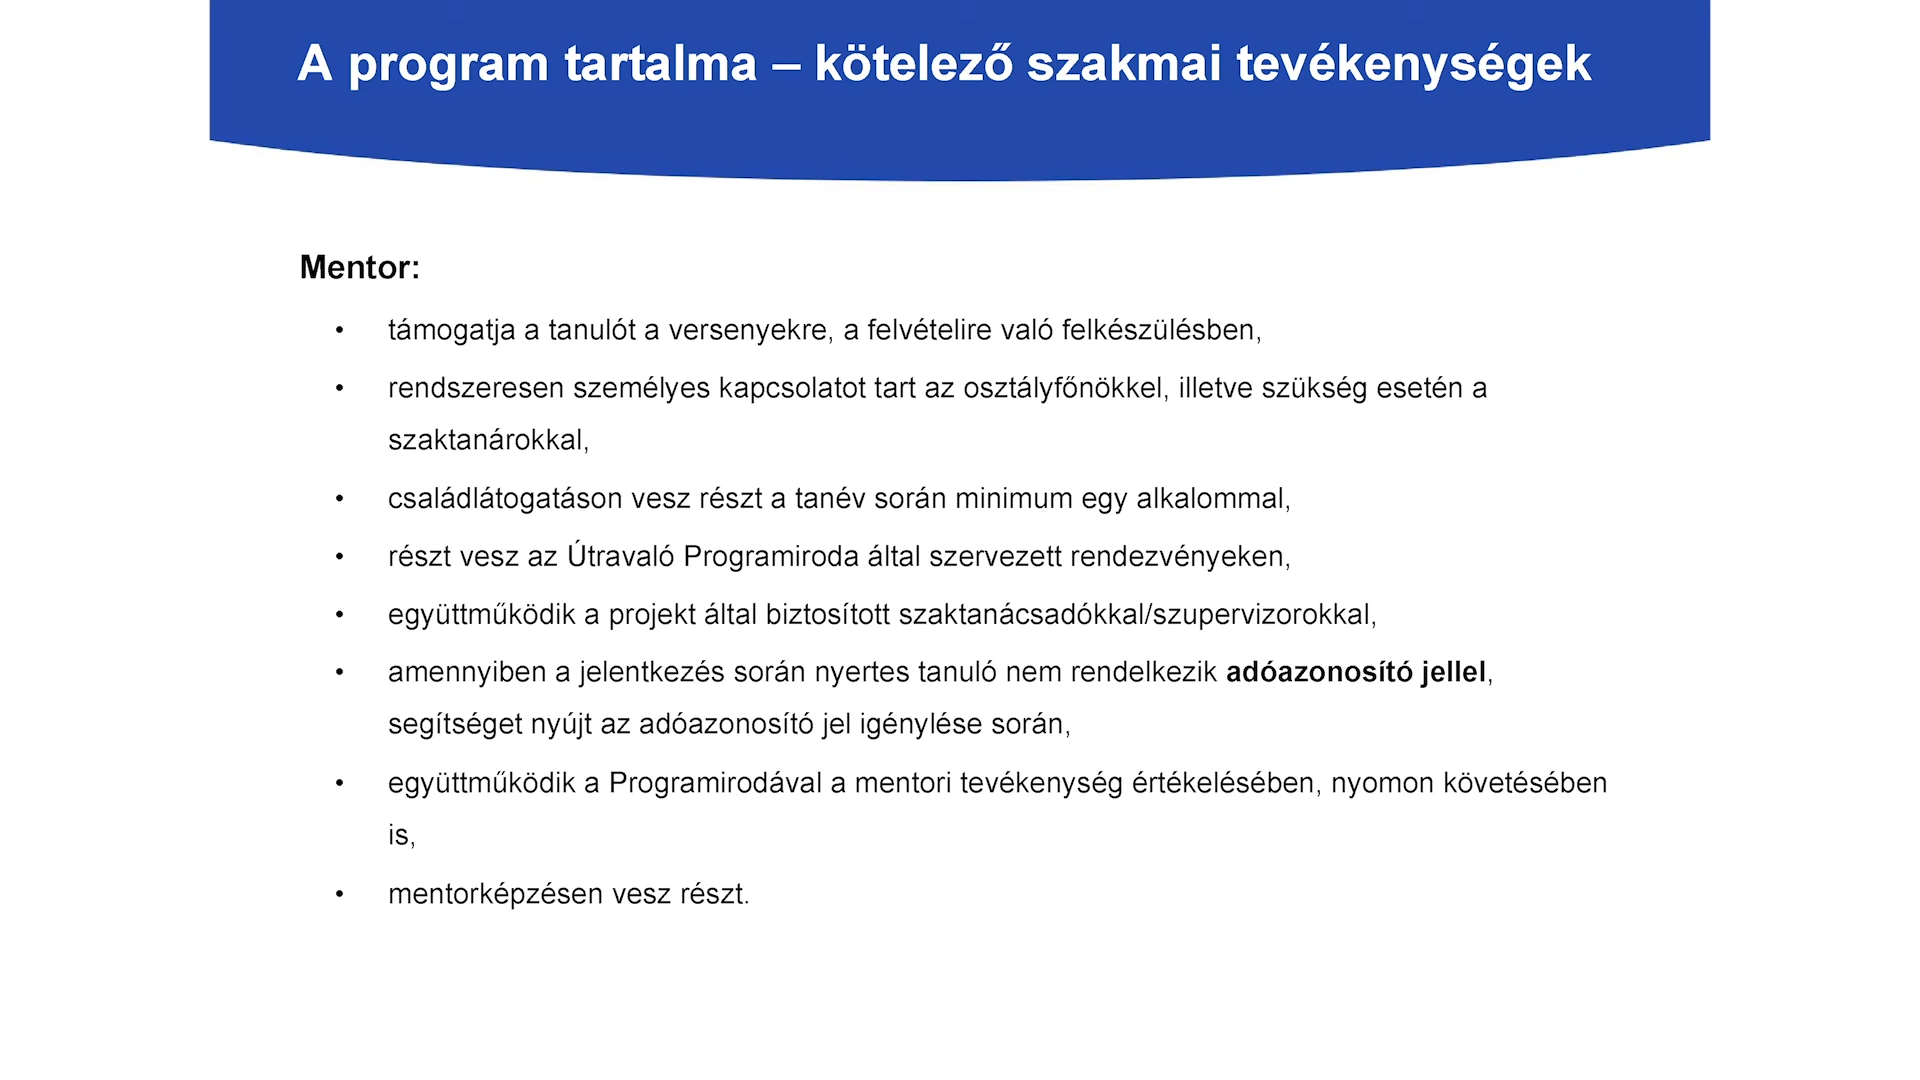 A program tartalma – kötelező szakmai tevékenységek
Mentor:
• támogatja a tanulót a versenyekre, a felvételire való felkészülésben,
• rendszeresen személyes kapcsolatot tart az osztályfőnökkel, illetve szükség esetén a
szaktanárokkal,
• családlátogatáson vesz részt a tanév során minimum egy alkalommal,
• részt vesz az Útravaló Programiroda által szervezett rendezvényeken,
• együttműködik a projekt által biztosított szaktanácsadókkal/szupervizorokkal,
• amennyiben a jelentkezés során nyertes tanuló nem rendelkezik adóazonosító jellel,
segítséget nyújt az adóazonosító jel igénylése során,
• együttműködik a Programirodával a mentori tevékenység értékelésében, nyomon követésében
is,
• mentorképzésen vesz részt.